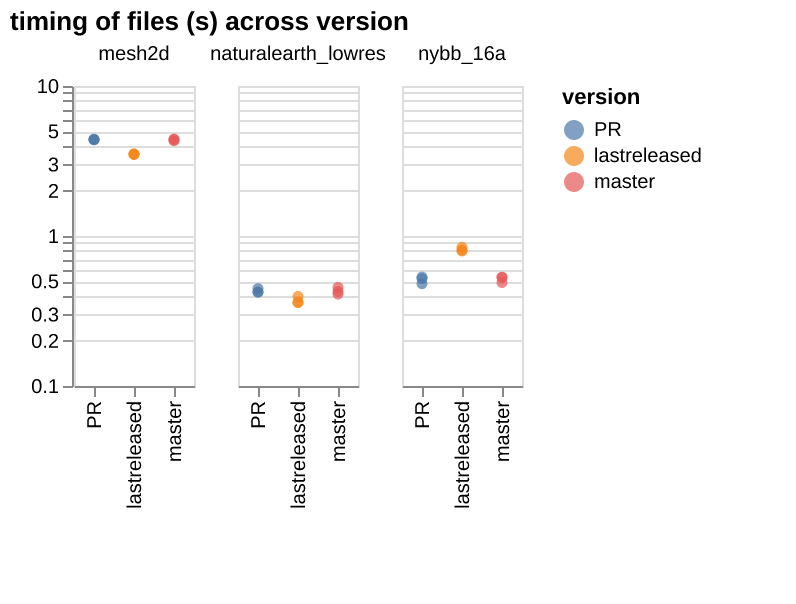 timing of files (s) across version
mesh2d naturalearth_lowres nybb_16a
10
5
3
2
1
0.5
0.3
0.2
0.1
PR lastreleased master PR lastreleased master PR lastreleased master
version
PR
lastreleased
master